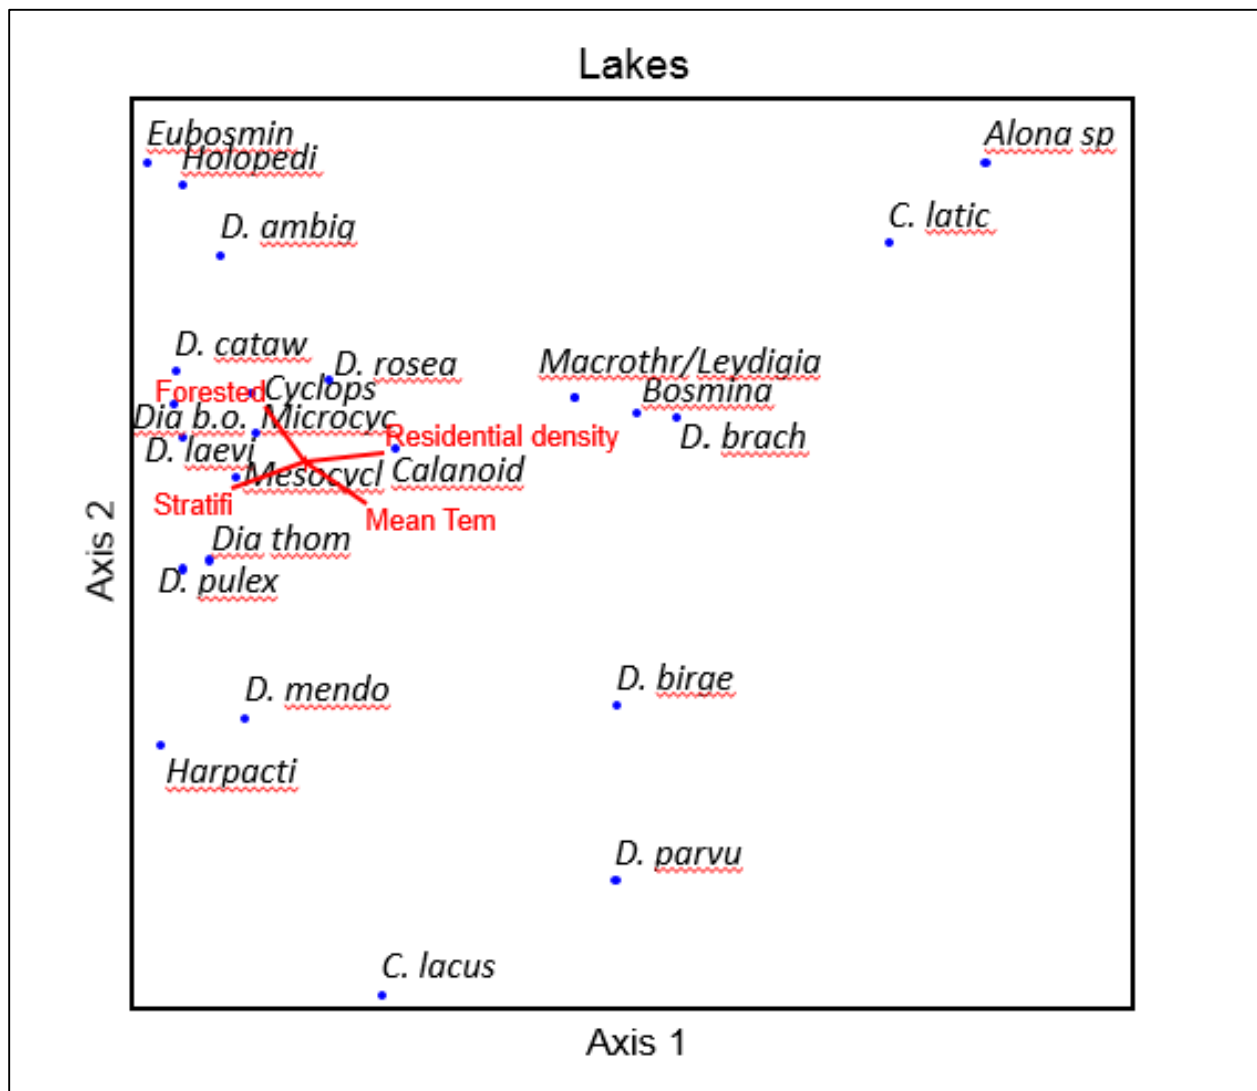 Lakes
Eubosmin
Holopedi
Alona sp
C. latic
D. ambig
D. cataw
D. rosea
Macrothr/Leydigia
Forested
Cyclops
Bosmina
Dia b.o.
Microcyc
Residential density
D. brach
D. laevi
Mesocycl
Calanoid
Stratifi
Mean Tem
Dia thom
D. pulex
Axis 2
D. mendo
D. birge
Harpacti
D. parvu
C. lacus
Axis 1